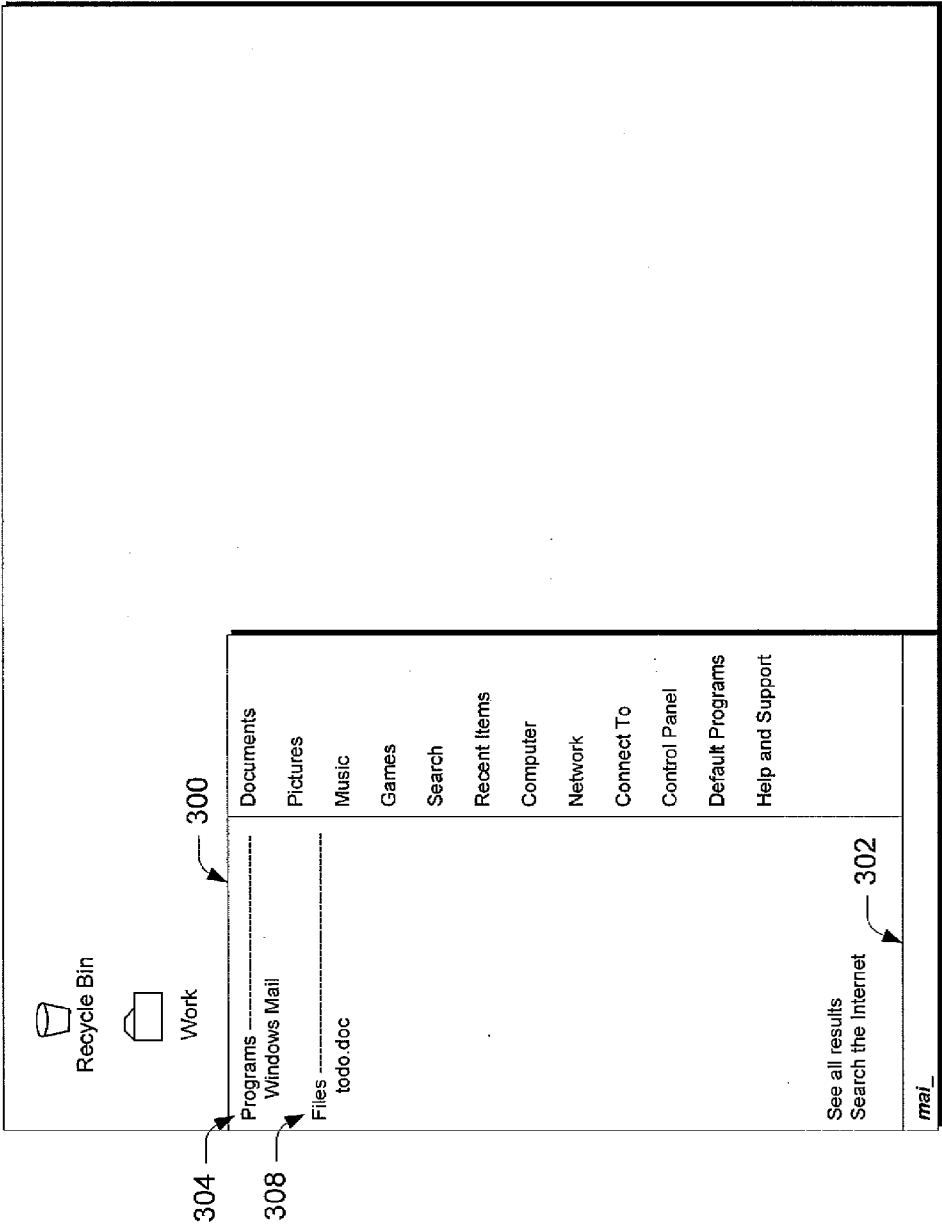 Recycle Bin
Work
300
304
Programs
Windows Mail
308
Files
todo.doc
Documents
Pictures
Music
Games
Search
Recent Items
Computer
Network
Connect To
Control Panel
Default Programs
Help and Support
See all results
Search the Internet
302
mai_